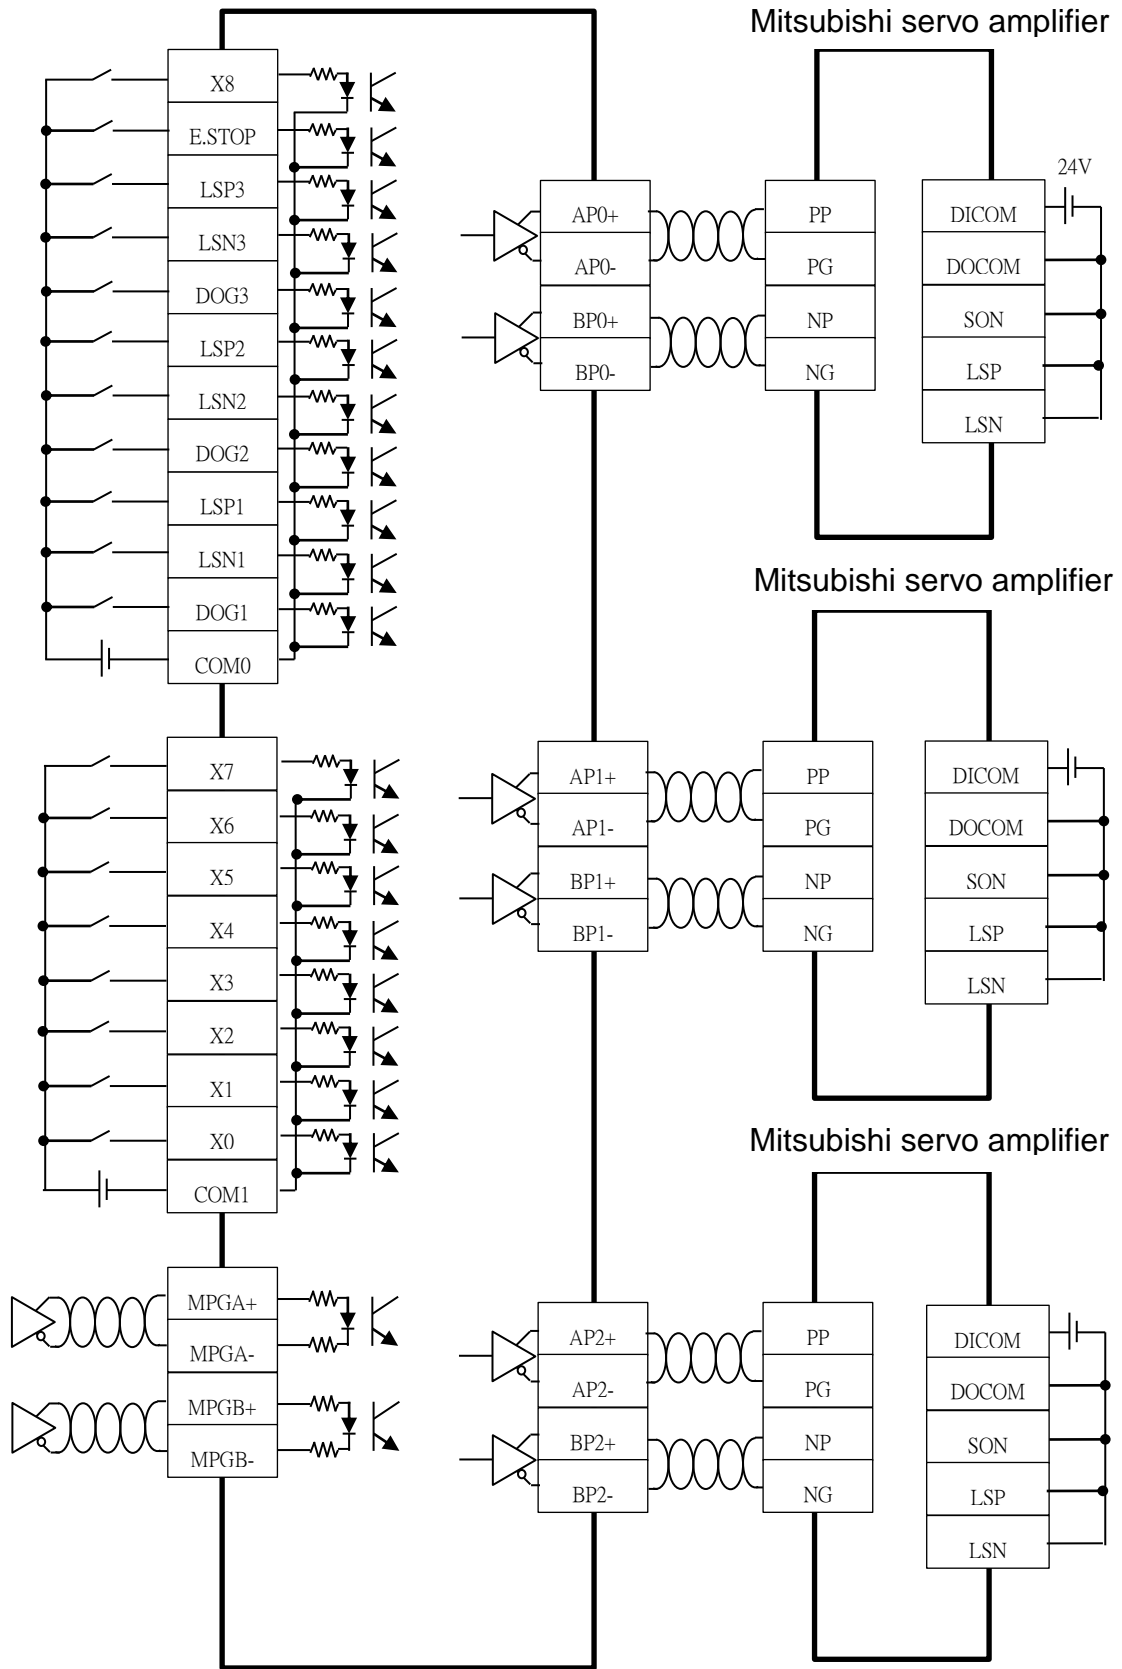 Mitsubishi servo amplifier
X8
E.STOP
LSP3
LSN3
DOG3
LSP2
LSN2
DOG2
LSP1
LSN1
DOG1
COM0
AP0+
AP0-
BP0+
BP0-
PP
PG
NP
NG
24V
DICOM
DOCOM
SON
LSP
LSN
Mitsubishi servo amplifier
X7
X6
X5
X4
X3
X2
X1
X0
COM1
AP1+
AP1-
BP1+
BP1-
PP
PG
NP
NG
DICOM
DOCOM
SON
LSP
LSN
Mitsubishi servo amplifier
MPGA+
MPGA-
MPGB+
MPGB-
AP2+
AP2-
BP2+
BP2-
PP
PG
NP
NG
DICOM
DOCOM
SON
LSP
LSN